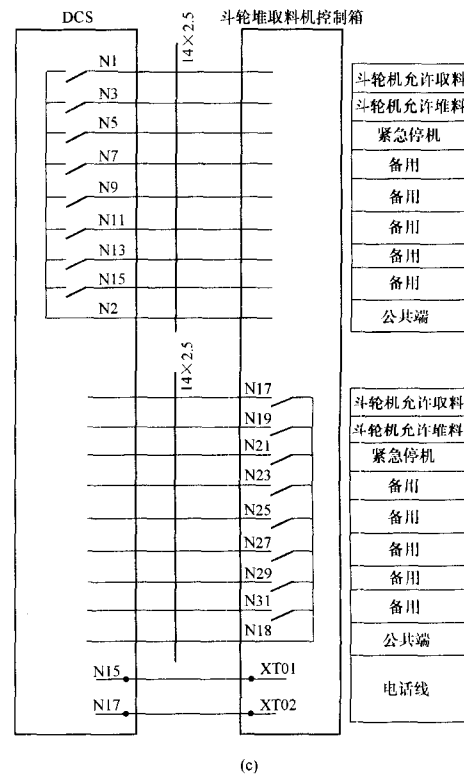 DCS
斗轮堆取料机控制箱
14×2.5
N1
斗轮机允许取料
N3
斗轮机允许堆料
N5
紧急停机
N7
备用
N9
备用
N11
备用
N13
备用
N15
备用
N2
公共端
14×2.5
N17
斗轮机允许取料
N19
斗轮机允许堆料
N21
紧急停机
N23
备用
N25
备用
N27
备用
N29
备用
N31
备用
N18
公共端
N15
XT01
电话线
N17
XT02
(c)